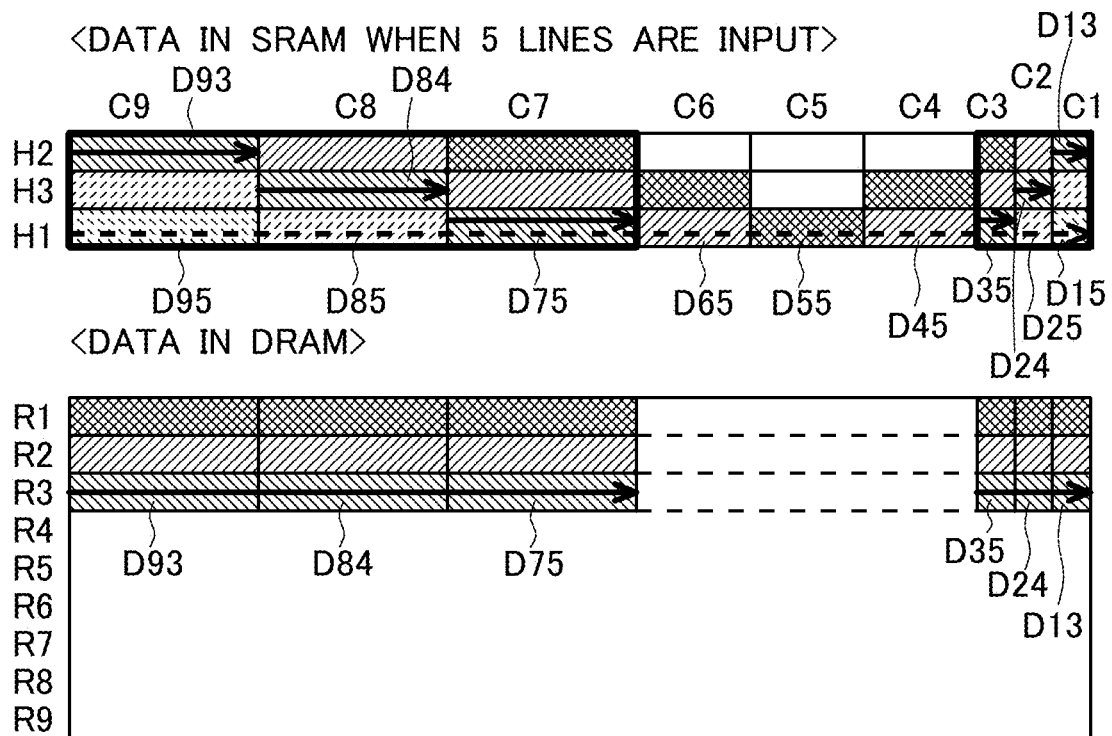 <DATA IN SRAM WHEN 5 LINES ARE INPUT>
D13
D93
D84
C2
C9
C8
C7
C6
C5
C4
C3
C1
H2
H3
H1
D95
D85
D75
D65
D55
D45
D35
D15
D25
D24
<DATA IN DRAM>
R1
R2
R3
R4
R5
R6
R7
R8
R9
D93
D84
D75
D35
D24
D13